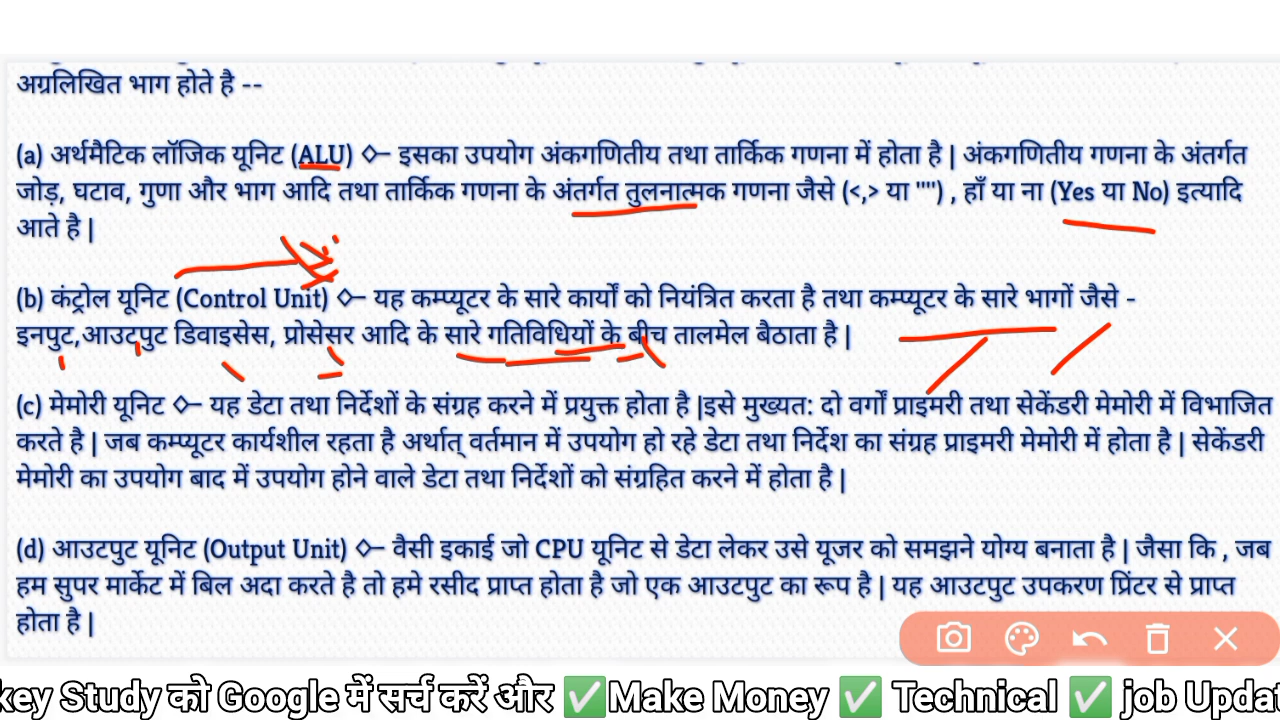 अग्रलिखित भाग होते है --
(a) अर्थमैटिक लॉजिक यूनिट (ALU) ◇– इसका उपयोग अंकगणितीय तथा तार्किक गणना में होता है | अंकगणितीय गणना के अंतर्गत
जोड़, घटाव, गुणा और भाग आदि तथा तार्किक गणना के अंतर्गत तुलनात्मक गणना जैसे (<,> या "") , हाँ या ना (Yes या No) इत्यादि
आते है |
(b) कंट्रोल यूनिट (Control Unit) ◇– यह कम्प्यूटर के सारे कार्यों को नियंत्रित करता है तथा कम्प्यूटर के सारे भागों जैसे -
इनपुट,आउटपुट डिवाइसेस, प्रोसेसर आदि के सारे गतिविधियों के बीच तालमेल बैठाता है |
(c) मेमोरी यूनिट ◇– यह डेटा तथा निर्देशों के संग्रह करने में प्रयुक्त होता है |इसे मुख्यत: दो वर्गों प्राइमरी तथा सेकेंडरी मेमोरी में विभाजित
करते है | जब कम्प्यूटर कार्यशील रहता है अर्थात् वर्तमान में उपयोग हो रहे डेटा तथा निर्देश का संग्रह प्राइमरी मेमोरी में होता है | सेकेंडरी
मेमोरी का उपयोग बाद में उपयोग होने वाले डेटा तथा निर्देशों को संग्रहित करने में होता है |
(d) आउटपुट यूनिट (Output Unit) ◇– वैसी इकाई जो CPU यूनिट से डेटा लेकर उसे यूजर को समझने योग्य बनाता है | जैसा कि , जब
हम सुपर मार्केट में बिल अदा करते है तो हमे रसीद प्राप्त होता है जो एक आउटपुट का रूप है | यह आउटपुट उपकरण प्रिंटर से प्राप्त
होता है |
key Study को Google में सर्च करें और ✅Make Money ✅ Technical ✅ job Updat